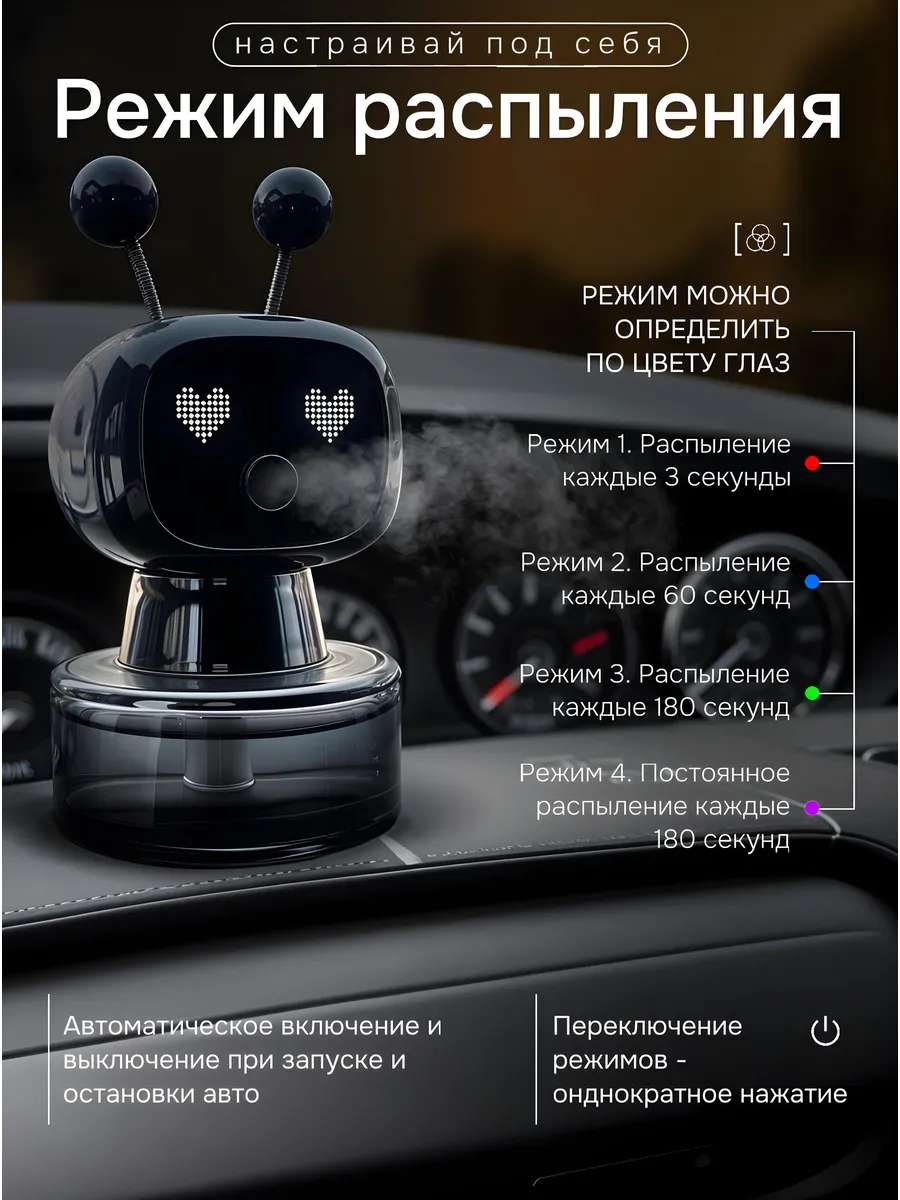 настраивай под себя
Режим распыления
РЕЖИМ МОЖНО
ОПРЕДЕЛИТЬ
ПО ЦВЕТУ ГЛАЗ
Режим 1. Распыление
каждые 3 секунды
Режим 2. Распыление
каждые 60 секунд
Режим 3. Распыление
каждые 180 секунд
Режим 4. Постоянное
распыление каждые
180 секунд
Автоматическое включение и
выключение при запуске и
остановки авто
Переключение
режимов -
онднократное нажатие